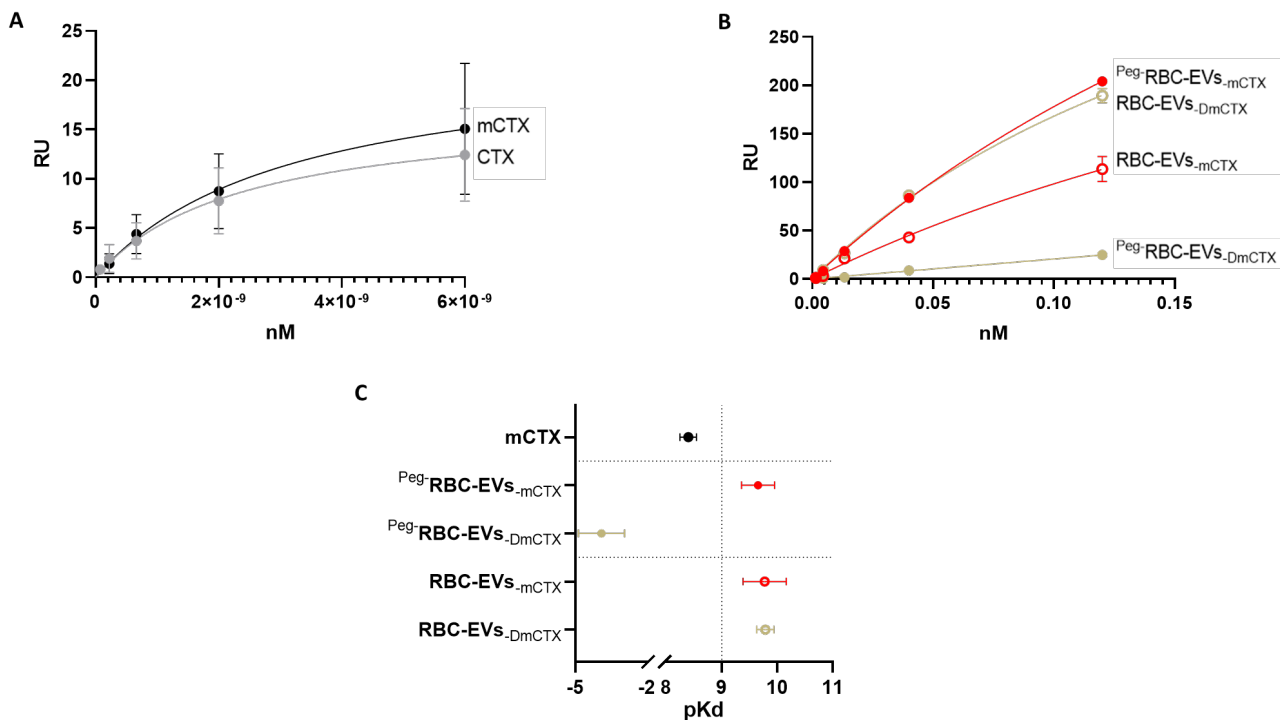 A
25
20
15
10
5
0
RU
mCTX
CTX
0
2×10⁻⁹
4×10⁻⁹
6×10⁻⁹
nM
B
250
200
150
100
50
0
RU
Peg-RBC-EVs-mCTX
RBC-EVs-DmCTX
RBC-EVs-mCTX
Peg-RBC-EVs-DmCTX
0.00
0.05
0.10
0.15
nM
C
mCTX
Peg-RBC-EVs-mCTX
Peg-RBC-EVs-DmCTX
RBC-EVs-mCTX
RBC-EVs-DmCTX
-5
-2
8
9
10
11
pKd